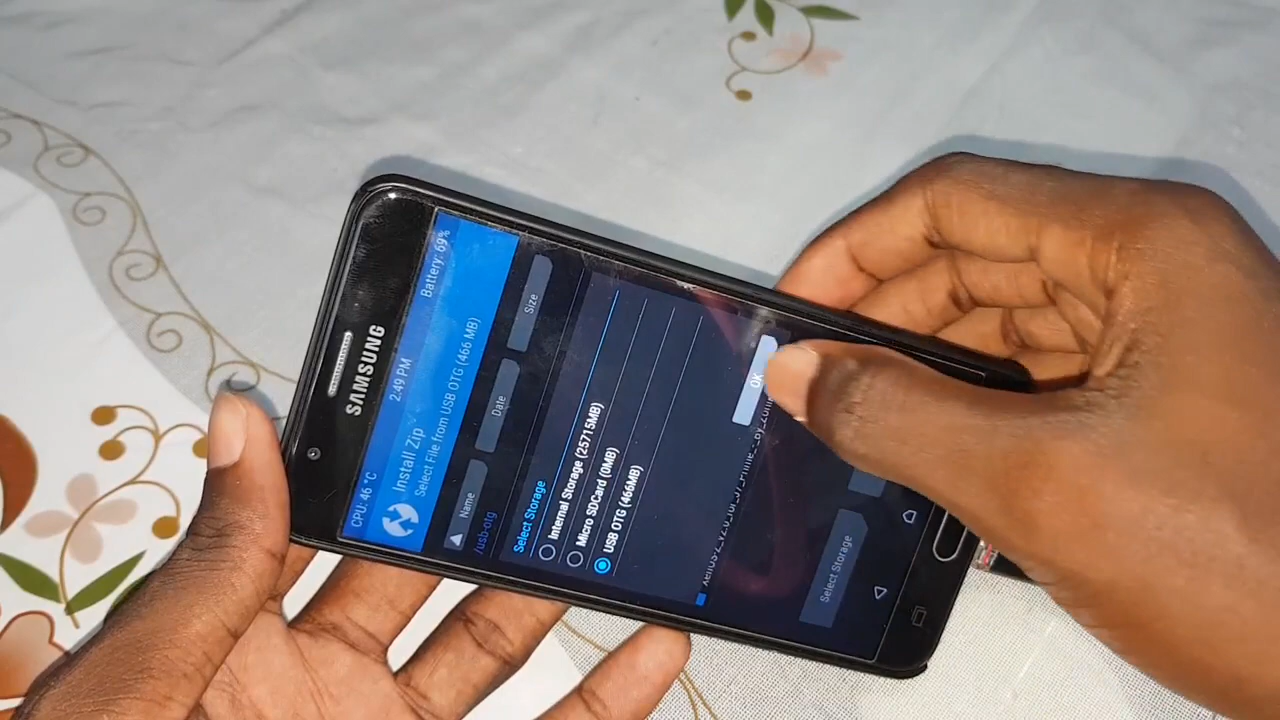 SAMSUNG
CPU: 46 °C
2:49 PM
Battery: 69%
Install Zip
Select File from USB OTG (466 MB)
Name
Date
Size
/usb-otg
Select Storage
Internal Storage (25715MB)
Micro SDCard (0MB)
USB OTG (466MB)
OK
Select Storage